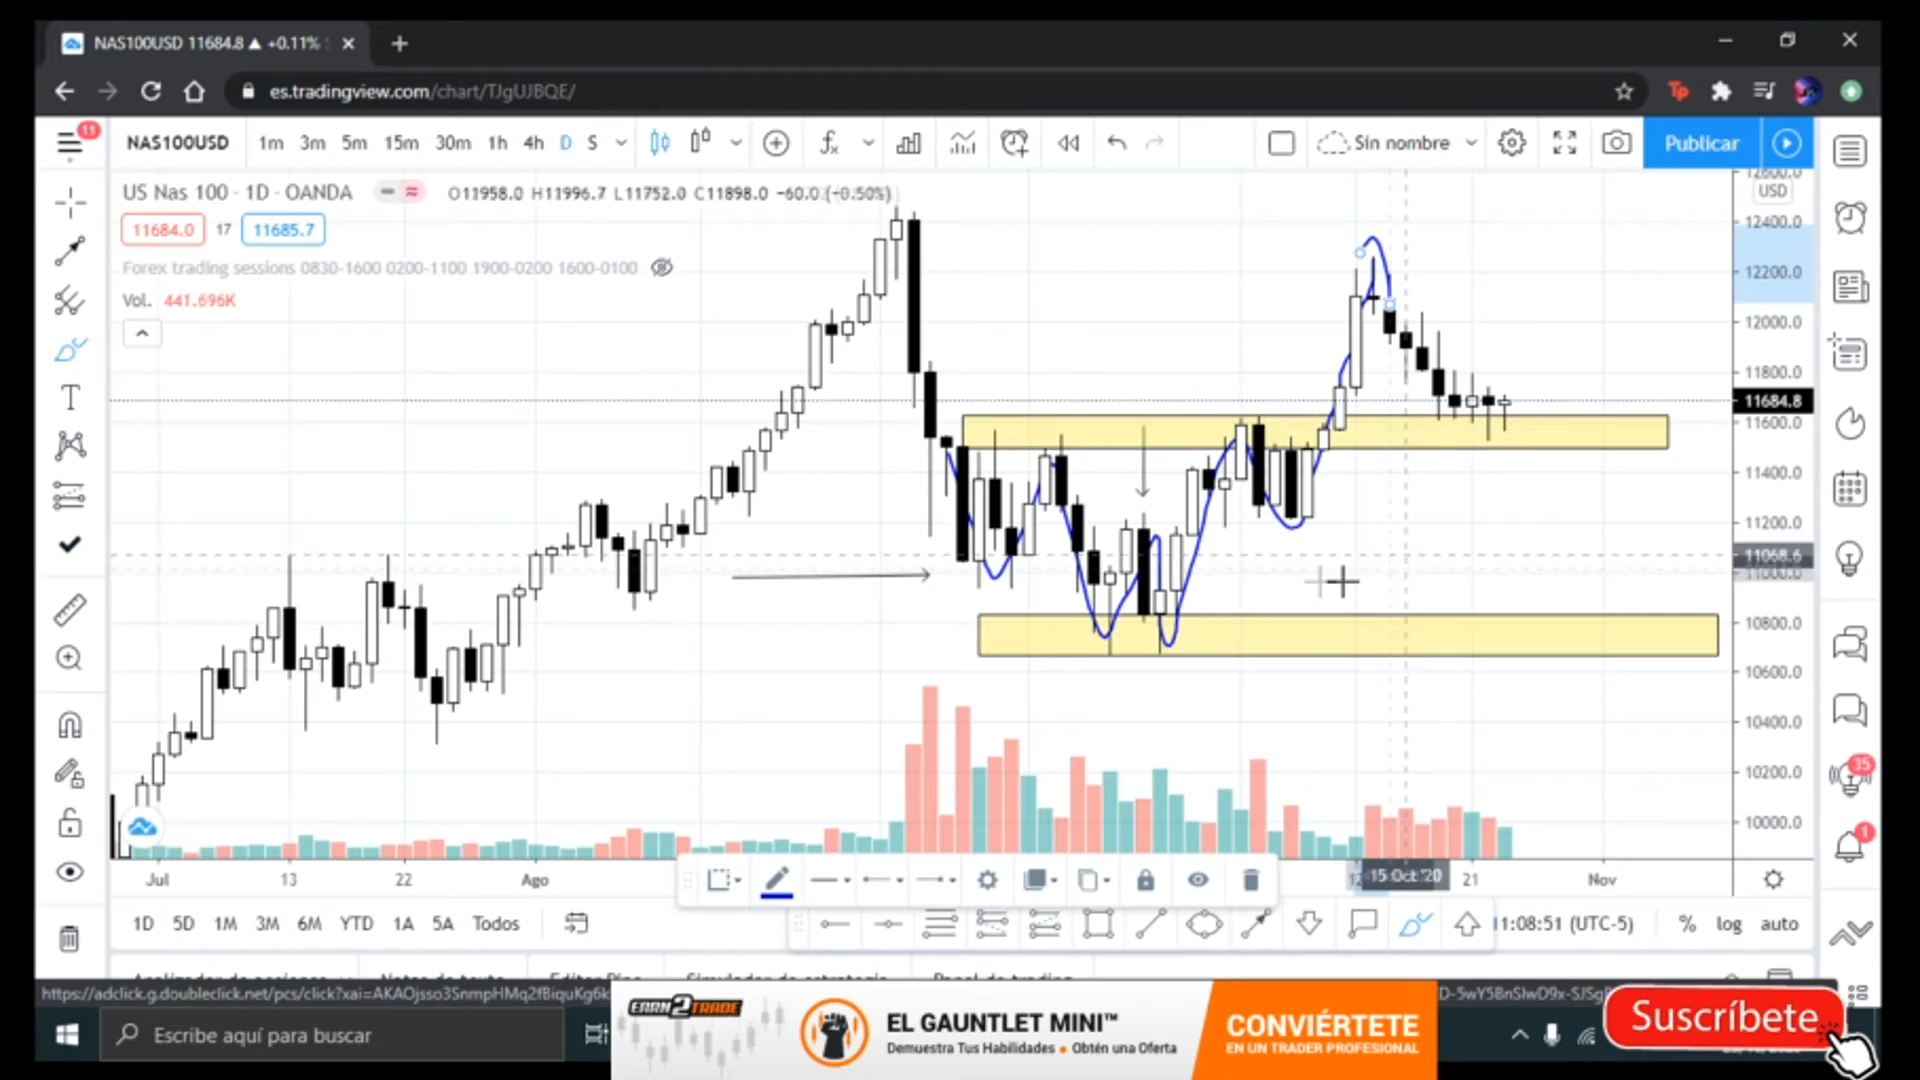 NAS100USD 11684.8 ▲ +0.11%
es.tradingview.com/chart/TJgUJBQE/
11
NAS100USD 1m 3m 5m 15m 30m 1h 4h D S Sin nombre Publicar
US Nas 100 · 1D · OANDA O11958.0 H11996.7 L11752.0 C11898.0 −60.0 (−0.50%)
USD
11684.0 17 11685.7
Forex trading sessions 0830-1600 0200-1100 1900-0200 1600-0100
Vol. 441.696K
12600.0
12400.0
12200.0
12000.0
11800.0
11684.8
11600.0
11400.0
11200.0
11068.6
11000.0
10800.0
10600.0
10400.0
10200.0
10000.0
35
1
Jul 13 22 Ago 15 Oct '20 21 Nov
1D 5D 1M 3M 6M YTD 1A 5A Todos 11:08:51 (UTC-5) % log auto
https://adclick.g.doubleclick.net/pcs/click?xai=AKAOjsso3SnmpHMq2fBiquKg6k
EARN2TRADE
EL GAUNTLET MINI™
Demuestra Tus Habilidades • Obtén una Oferta
CONVIÉRTETE
EN UN TRADER PROFESIONAL
Suscríbete
Escribe aquí para buscar